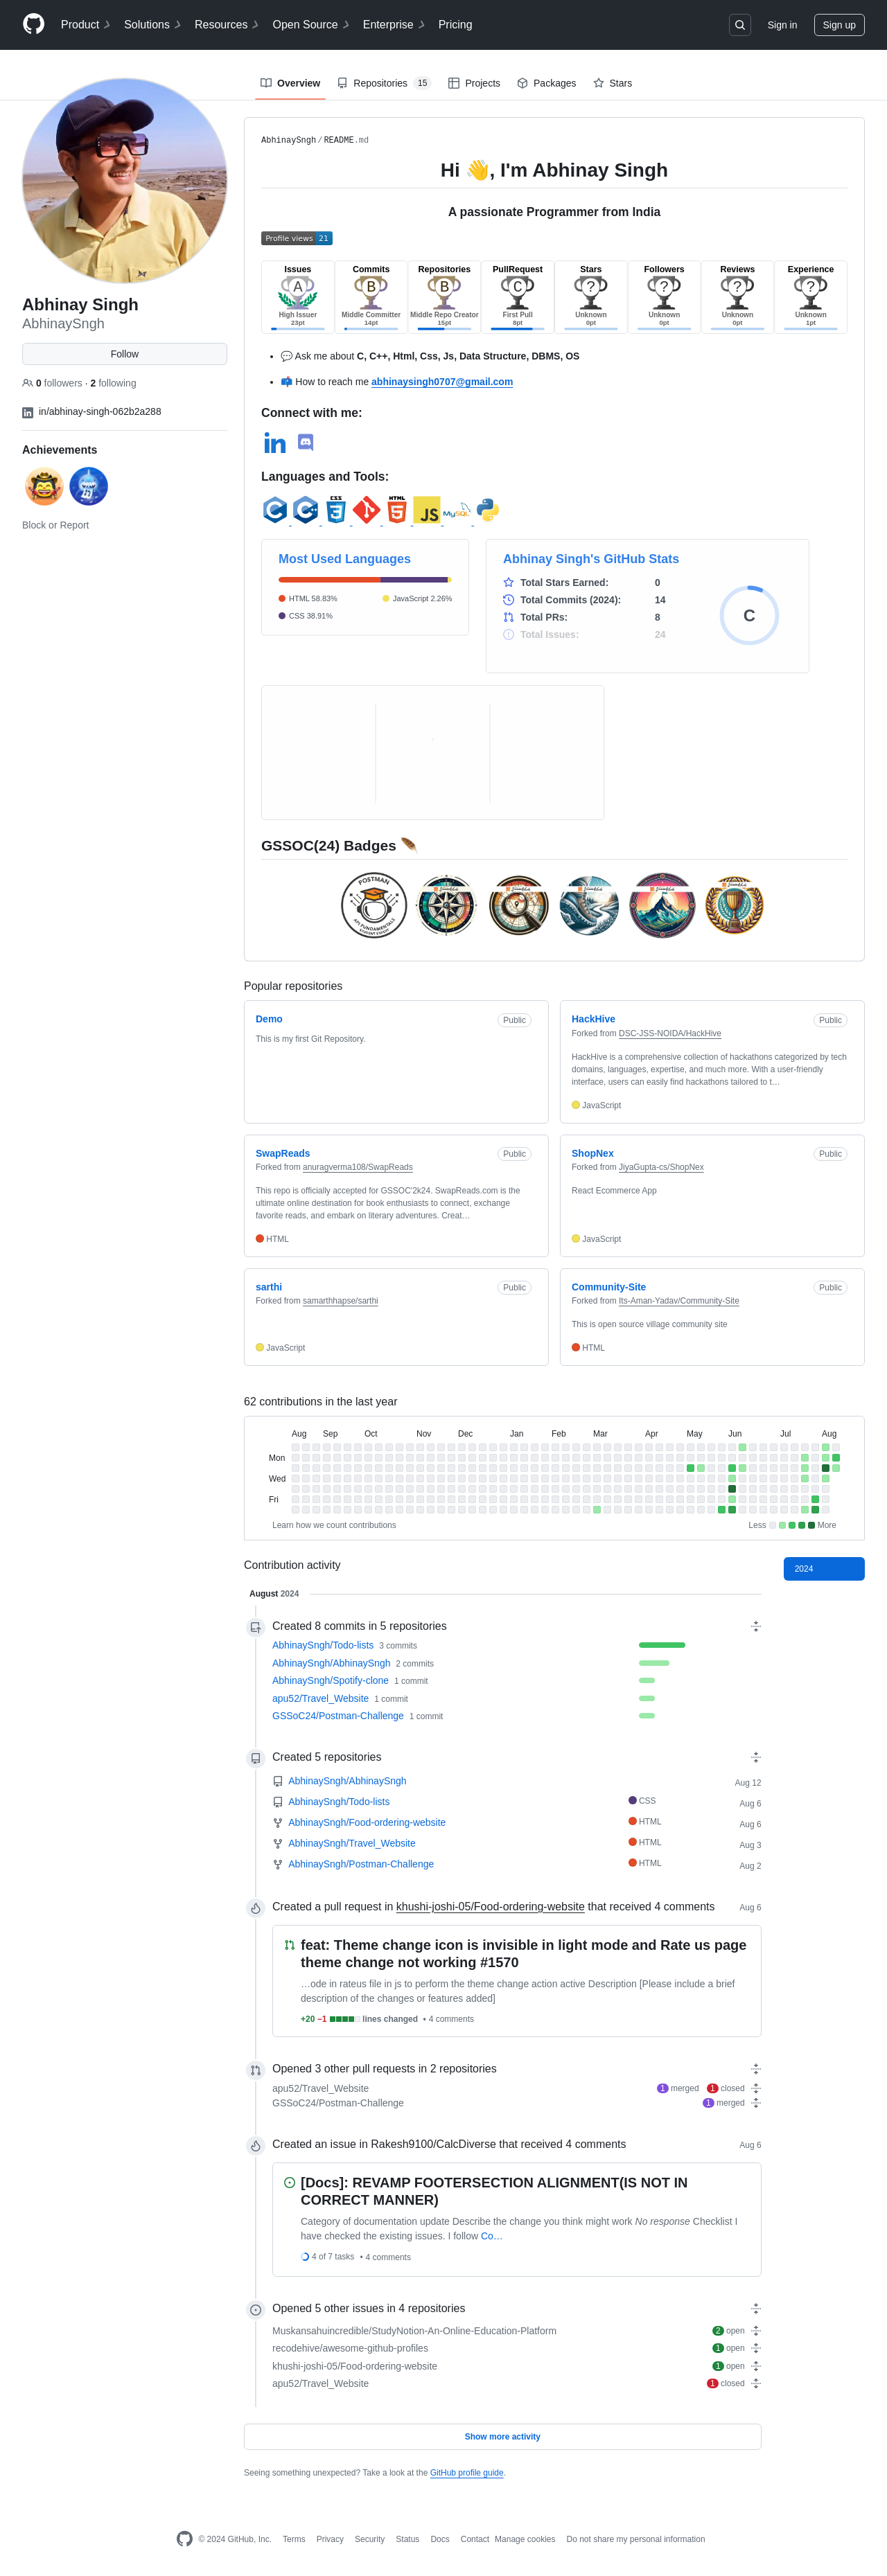 Product
Solutions
Resources
Open Source
Enterprise
Pricing
Sign in
Sign up
Overview
Repositories 15
Projects
Packages
Stars
Abhinay Singh
AbhinaySngh
Follow
0 followers · 2 following
in/abhinay-singh-062b2a288
Achievements
Block or Report
AbhinaySngh/README.md
Hi 👋, I'm Abhinay Singh
A passionate Programmer from India
Profile views 21
Issues
A
High Issuer
23pt
Commits
B
Middle Committer
14pt
Repositories
B
Middle Repo Creator
15pt
PullRequest
C
First Pull
8pt
Stars
?
Unknown
0pt
Followers
?
Unknown
0pt
Reviews
?
Unknown
0pt
Experience
?
Unknown
1pt
• 💬 Ask me about C, C++, Html, Css, Js, Data Structure, DBMS, OS
• 📫 How to reach me abhinaysingh0707@gmail.com
Connect with me:
in
Languages and Tools:
C
C++
CSS
3
git
HTML
5
JS
MySQL
Most Used Languages
HTML 58.83%
JavaScript 2.26%
CSS 38.91%
Abhinay Singh's GitHub Stats
Total Stars Earned: 0
Total Commits (2024): 14
Total PRs: 8
Total Issues: 24
C
GSSOC(24) Badges 🪶
POSTMAN
API FUNDAMENTALS
STUDENT EXPERT
Popular repositories
Demo
Public
This is my first Git Repository.
HackHive
Public
Forked from DSC-JSS-NOIDA/HackHive
HackHive is a comprehensive collection of hackathons categorized by tech
domains, languages, expertise, and much more. With a user-friendly
interface, users can easily find hackathons tailored to t…
JavaScript
SwapReads
Public
Forked from anuragverma108/SwapReads
This repo is officially accepted for GSSOC'2k24. SwapReads.com is the
ultimate online destination for book enthusiasts to connect, exchange
favorite reads, and embark on literary adventures. Creat…
HTML
ShopNex
Public
Forked from JiyaGupta-cs/ShopNex
React Ecommerce App
JavaScript
sarthi
Public
Forked from samarthhapse/sarthi
JavaScript
Community-Site
Public
Forked from Its-Aman-Yadav/Community-Site
This is open source village community site
HTML
62 contributions in the last year
Aug Sep Oct Nov Dec Jan Feb Mar Apr May Jun Jul Aug
Mon
Wed
Fri
Learn how we count contributions
Less More
Contribution activity
2024
August 2024
Created 8 commits in 5 repositories
AbhinaySngh/Todo-lists 3 commits
AbhinaySngh/AbhinaySngh 2 commits
AbhinaySngh/Spotify-clone 1 commit
apu52/Travel_Website 1 commit
GSSoC24/Postman-Challenge 1 commit
Created 5 repositories
AbhinaySngh/AbhinaySngh Aug 12
AbhinaySngh/Todo-lists CSS Aug 6
AbhinaySngh/Food-ordering-website HTML Aug 6
AbhinaySngh/Travel_Website HTML Aug 3
AbhinaySngh/Postman-Challenge HTML Aug 2
Created a pull request in khushi-joshi-05/Food-ordering-website that received 4 comments Aug 6
feat: Theme change icon is invisible in light mode and Rate us page
theme change not working #1570
…ode in rateus file in js to perform the theme change action active Description [Please include a brief
description of the changes or features added]
+20 −1 lines changed • 4 comments
Opened 3 other pull requests in 2 repositories
apu52/Travel_Website 1 merged 1 closed
GSSoC24/Postman-Challenge 1 merged
Created an issue in Rakesh9100/CalcDiverse that received 4 comments Aug 6
[Docs]: REVAMP FOOTERSECTION ALIGNMENT(IS NOT IN
CORRECT MANNER)
Category of documentation update Describe the change you think might work No response Checklist I
have checked the existing issues. I follow Co…
4 of 7 tasks • 4 comments
Opened 5 other issues in 4 repositories
Muskansahuincredible/StudyNotion-An-Online-Education-Platform 2 open
recodehive/awesome-github-profiles 1 open
khushi-joshi-05/Food-ordering-website 1 open
apu52/Travel_Website 1 closed
Show more activity
Seeing something unexpected? Take a look at the GitHub profile guide.
© 2024 GitHub, Inc.
Terms
Privacy
Security
Status
Docs
Contact
Manage cookies
Do not share my personal information